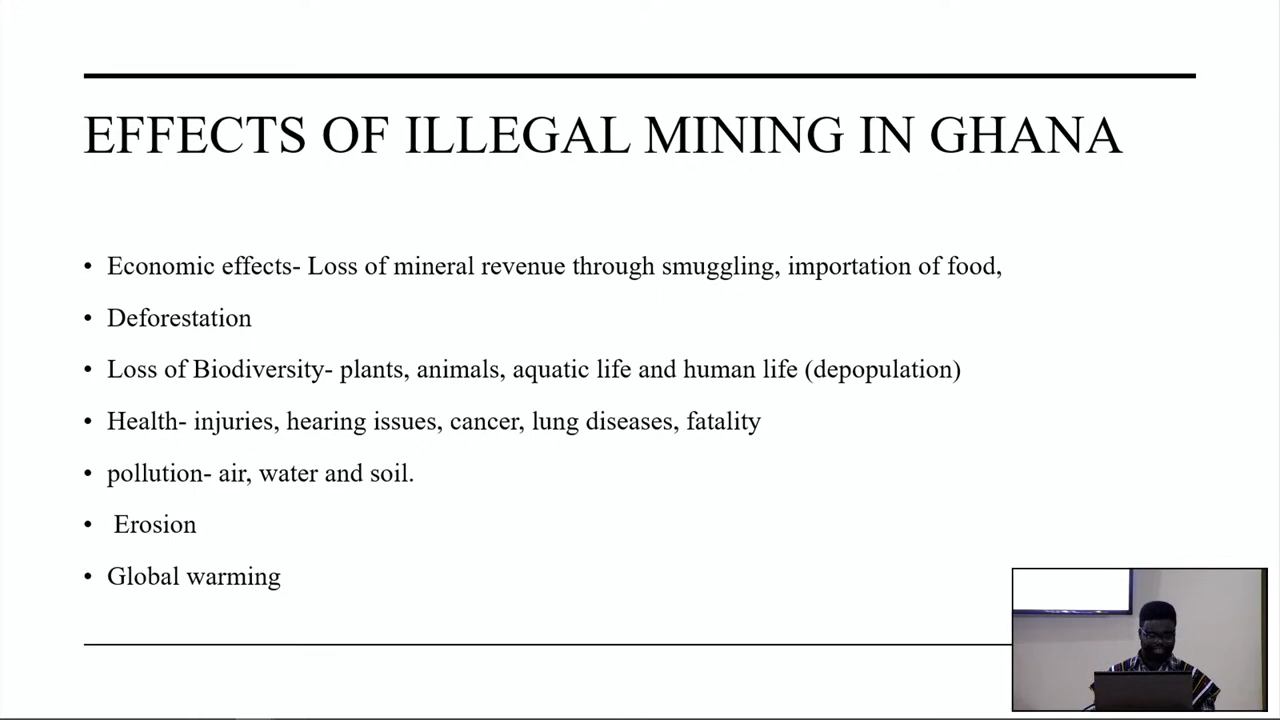 EFFECTS OF ILLEGAL MINING IN GHANA
• Economic effects- Loss of mineral revenue through smuggling, importation of food,
• Deforestation
• Loss of Biodiversity- plants, animals, aquatic life and human life (depopulation)
• Health- injuries, hearing issues, cancer, lung diseases, fatality
• pollution- air, water and soil.
• Erosion
• Global warming